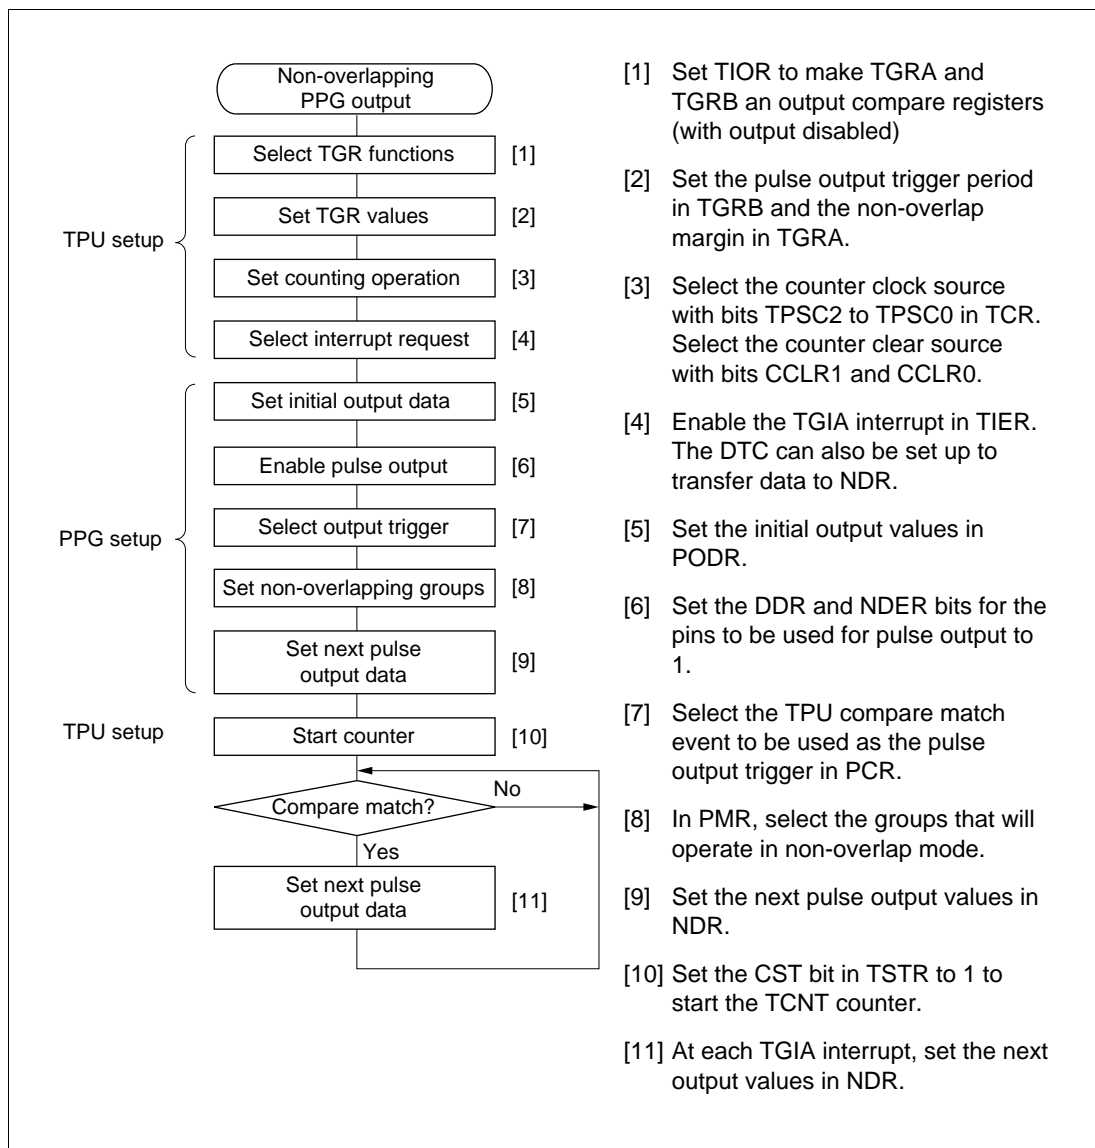 Non-overlapping
PPG output
TPU setup
Select TGR functions [1]
Set TGR values [2]
Set counting operation [3]
Select interrupt request [4]
PPG setup
Set initial output data [5]
Enable pulse output [6]
Select output trigger [7]
Set non-overlapping groups [8]
Set next pulse
output data [9]
TPU setup
Start counter [10]
Compare match?
No
Yes
Set next pulse
output data [11]
[1] Set TIOR to make TGRA and
TGRB an output compare registers
(with output disabled)
[2] Set the pulse output trigger period
in TGRB and the non-overlap
margin in TGRA.
[3] Select the counter clock source
with bits TPSC2 to TPSC0 in TCR.
Select the counter clear source
with bits CCLR1 and CCLR0.
[4] Enable the TGIA interrupt in TIER.
The DTC can also be set up to
transfer data to NDR.
[5] Set the initial output values in
PODR.
[6] Set the DDR and NDER bits for the
pins to be used for pulse output to
1.
[7] Select the TPU compare match
event to be used as the pulse
output trigger in PCR.
[8] In PMR, select the groups that will
operate in non-overlap mode.
[9] Set the next pulse output values in
NDR.
[10] Set the CST bit in TSTR to 1 to
start the TCNT counter.
[11] At each TGIA interrupt, set the next
output values in NDR.